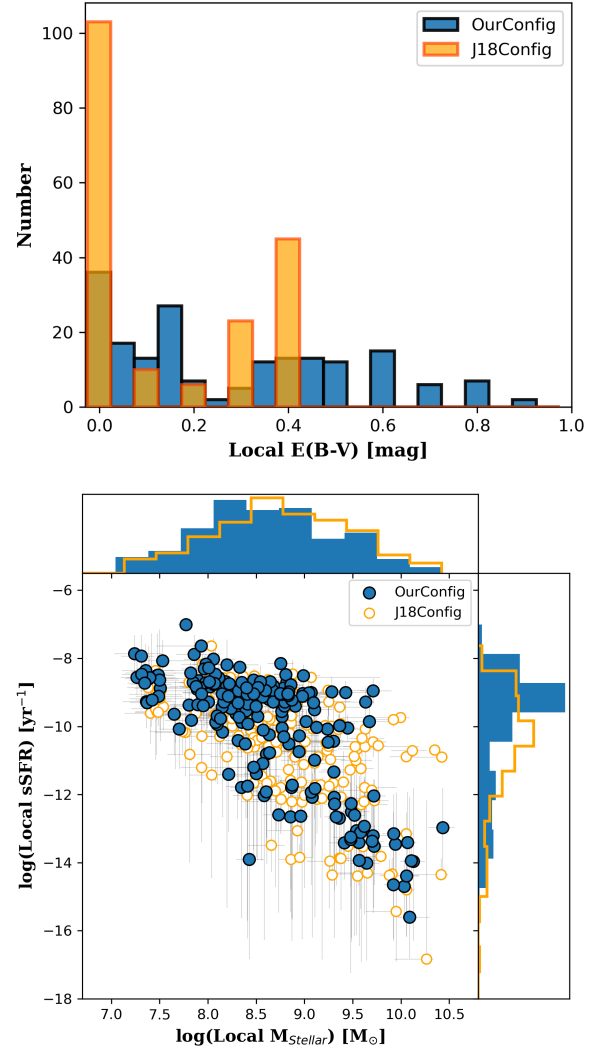 100
80
60
40
20
0
Number
OurConfig
J18Config
0.0 0.2 0.4 0.6 0.8 1.0
Local E(B-V) [mag]
OurConfig
J18Config
−6
−8
−10
−12
−14
−16
−18
log(Local sSFR) [yr⁻¹]
7.0 7.5 8.0 8.5 9.0 9.5 10.0 10.5
log(Local M_Stellar) [M_⊙]